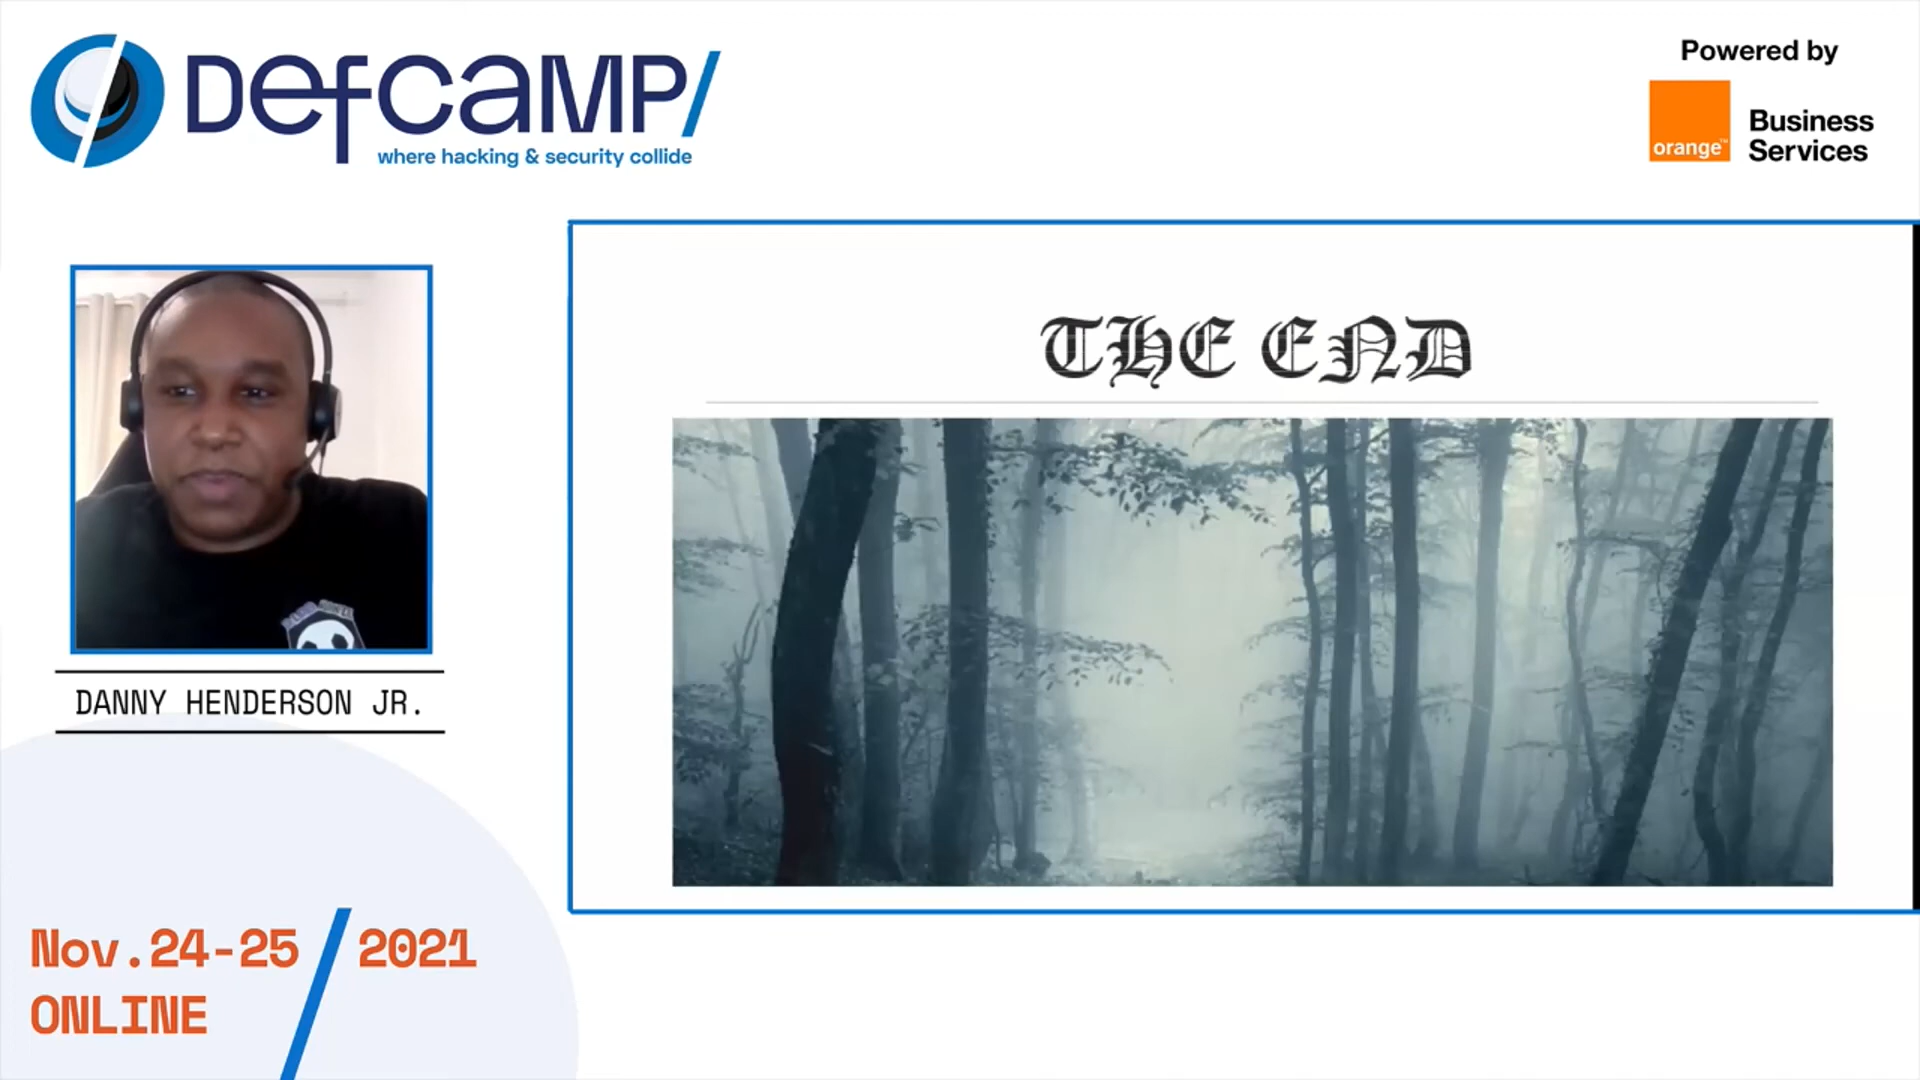 DefCAMP/
where hacking & security collide
Powered by
orange™
Business
Services
THE END
DANNY HENDERSON JR.
Nov.24-25/2021
ONLINE